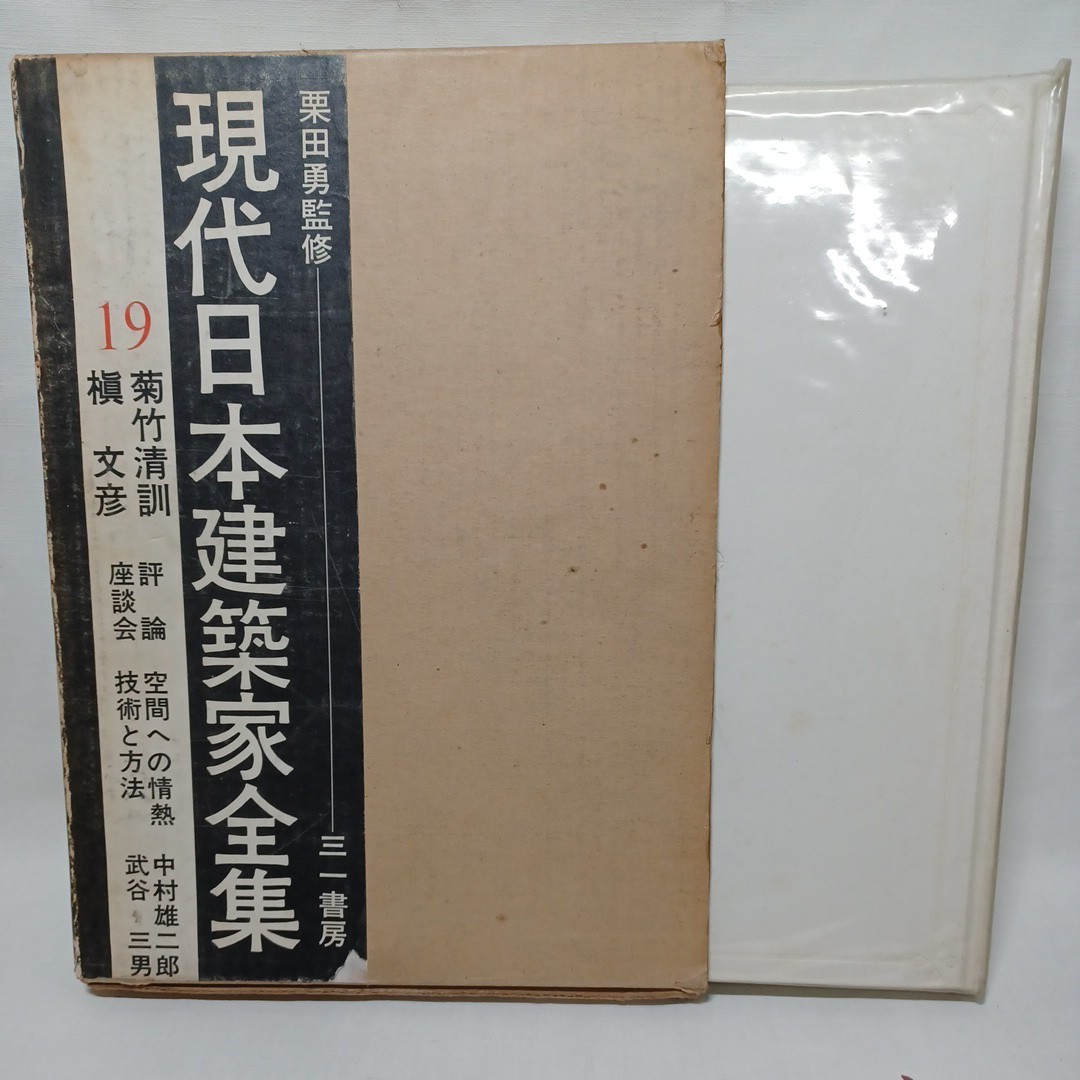 栗田勇監修
三一書房
現代日本建築家全集
19
菊竹清訓
槇 文彦
評論 空間への情熱 中村雄二郎
座談会 技術と方法 武谷三男